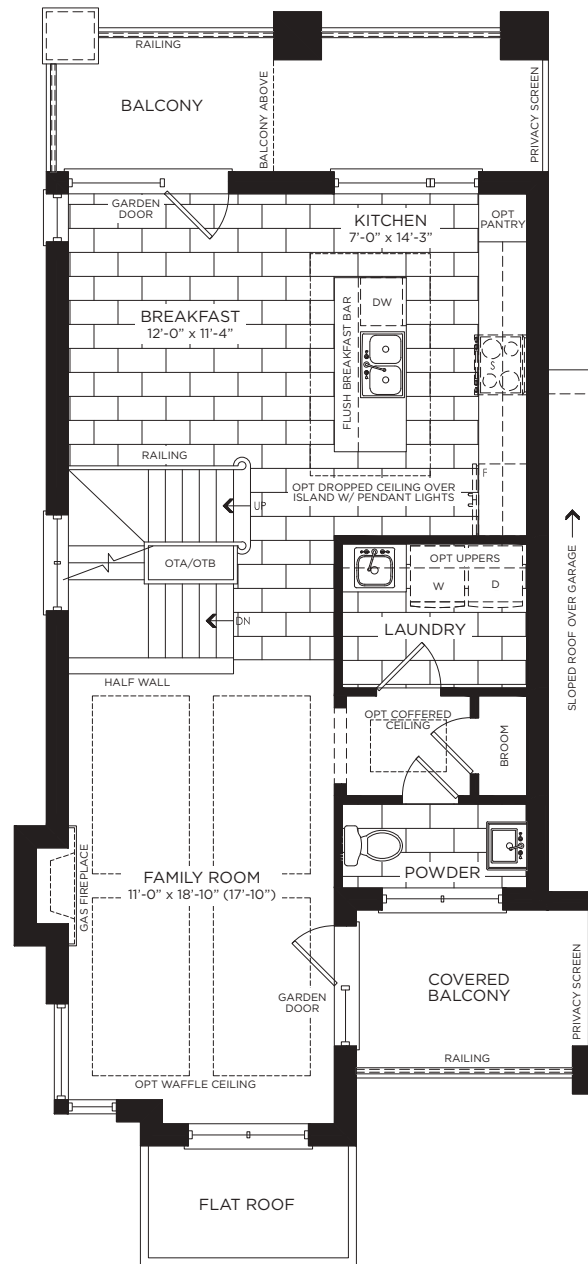 RAILING
BALCONY
BALCONY ABOVE
PRIVACY SCREEN
GARDEN
DOOR
KITCHEN
7'-0" x 14'-3"
OPT
PANTRY
BREAKFAST
12'-0" x 11'-4"
FLUSH BREAKFAST BAR
DW
S
RAILING
OPT DROPPED CEILING OVER
ISLAND W/ PENDANT LIGHTS
F
UP
OTA/OTB
DN
OPT UPPERS
W
D
LAUNDRY
SLOPED ROOF OVER GARAGE
HALF WALL
OPT COFFERED
CEILING
BROOM
GAS FIREPLACE
FAMILY ROOM
11'-0" x 18'-10" (17'-10")
POWDER
GARDEN
DOOR
COVERED
BALCONY
PRIVACY SCREEN
RAILING
OPT WAFFLE CEILING
FLAT ROOF